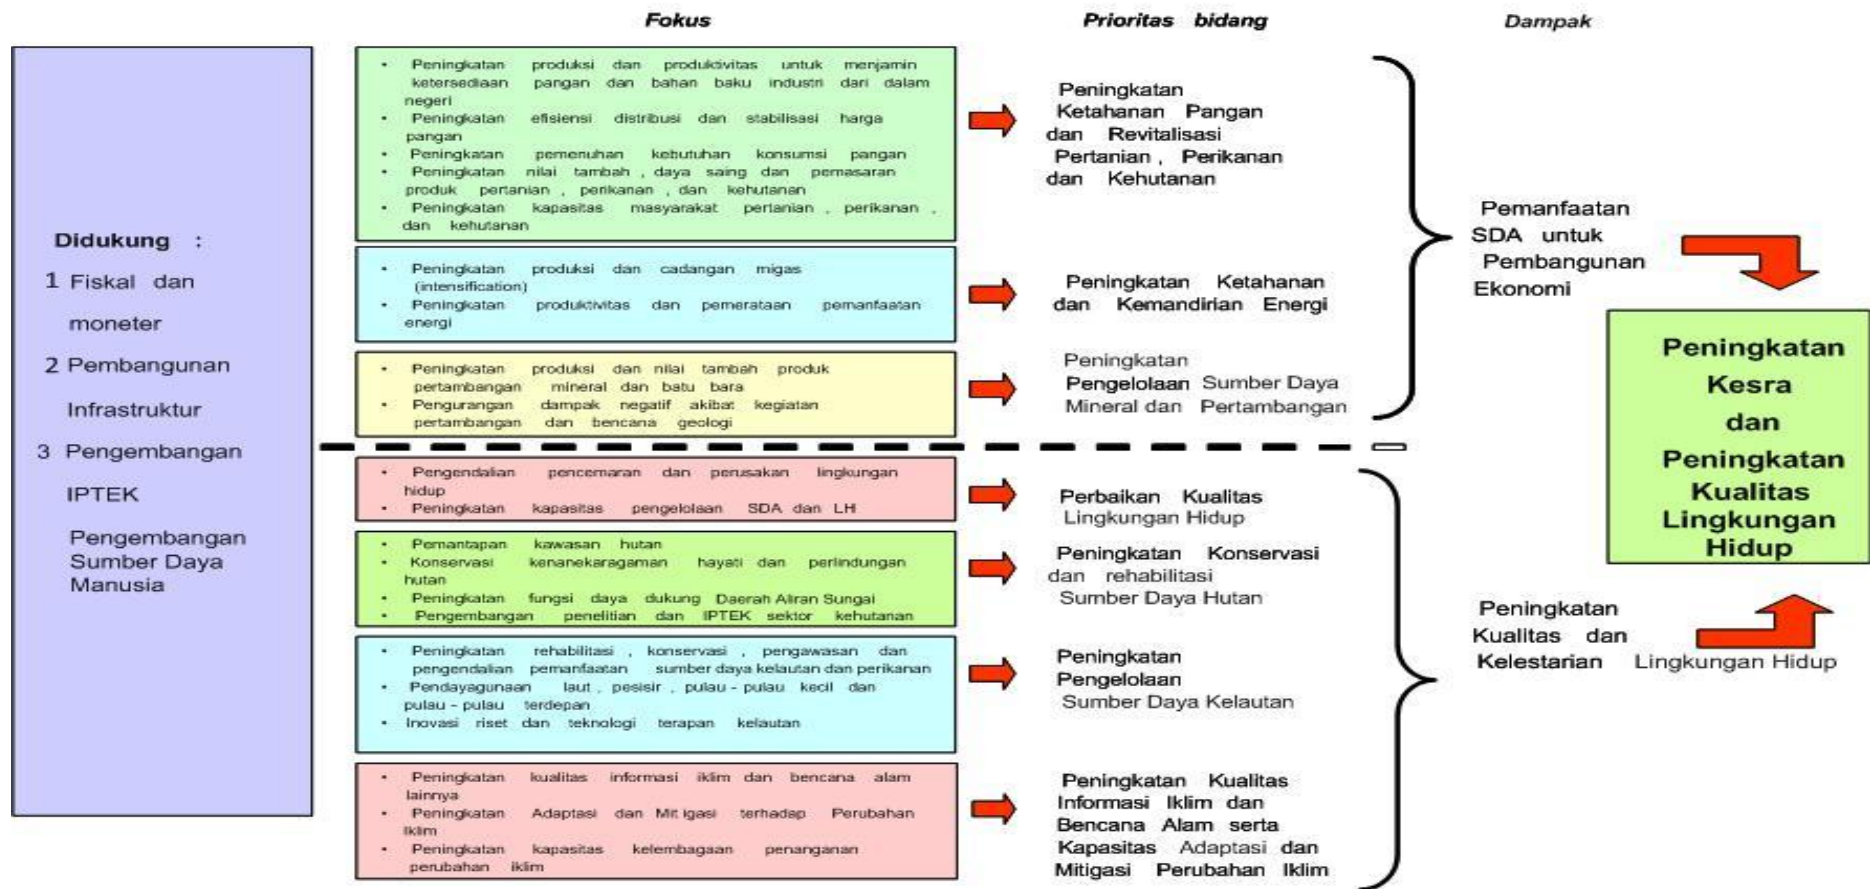 Fokus
Prioritas bidang
Dampak
Didukung :
1 Fiskal dan
moneter
2 Pembangunan
Infrastruktur
3 Pengembangan
IPTEK
Pengembangan
Sumber Daya
Manusia
• Peningkatan produksi dan produktivitas untuk menjamin
ketersediaan pangan dan bahan baku industri dari dalam
negeri
• Peningkatan efisiensi distribusi dan stabilisasi harga
pangan
• Peningkatan pemenuhan kebutuhan konsumsi pangan
• Peningkatan nilai tambah , daya saing dan pemasaran
produk pertanian , perikanan , dan kehutanan
• Peningkatan kapasitas masyarakat pertanian , perikanan ,
dan kehutanan
Peningkatan
Ketahanan Pangan
dan Revitalisasi
Pertanian , Perikanan
dan Kehutanan
• Peningkatan produksi dan cadangan migas
(intensification)
• Peningkatan produktivitas dan pemerataan pemanfaatan
energi
Peningkatan Ketahanan
dan Kemandirian Energi
• Peningkatan produksi dan nilai tambah produk
pertambangan mineral dan batu bara
• Pengurangan dampak negatif akibat kegiatan
pertambangan dan bencana geologi
Peningkatan
Pengelolaan Sumber Daya
Mineral dan Pertambangan
Pemanfaatan
SDA untuk
Pembangunan
Ekonomi
• Pengendalian pencemaran dan perusakan lingkungan
hidup
• Peningkatan kapasitas pengelolaan SDA dan LH
Perbaikan Kualitas
Lingkungan Hidup
• Pemantapan kawasan hutan
• Konservasi kenanekaragaman hayati dan perlindungan
hutan
• Peningkatan fungsi daya dukung Daerah Aliran Sungai
• Pengembangan penelitian dan IPTEK sektor kehutanan
Peningkatan Konservasi
dan rehabilitasi
Sumber Daya Hutan
• Peningkatan rehabilitasi , konservasi , pengawasan dan
pengendalian pemanfaatan sumber daya kelautan dan perikanan
• Pendayagunaan laut , pesisir , pulau - pulau kecil dan
pulau - pulau terdepan
• Inovasi riset dan teknologi terapan kelautan
Peningkatan
Pengelolaan
Sumber Daya Kelautan
• Peningkatan kualitas informasi iklim dan bencana alam
lainnya
• Peningkatan Adaptasi dan Mit igasi terhadap Perubahan
Iklim
• Peningkatan kapasitas kelembagaan penanganan
perubahan iklim
Peningkatan Kualitas
Informasi Iklim dan
Bencana Alam serta
Kapasitas Adaptasi dan
Mitigasi Perubahan Iklim
Peningkatan
Kualitas dan
Kelestarian Lingkungan Hidup
Peningkatan
Kesra
dan
Peningkatan
Kualitas
Lingkungan
Hidup